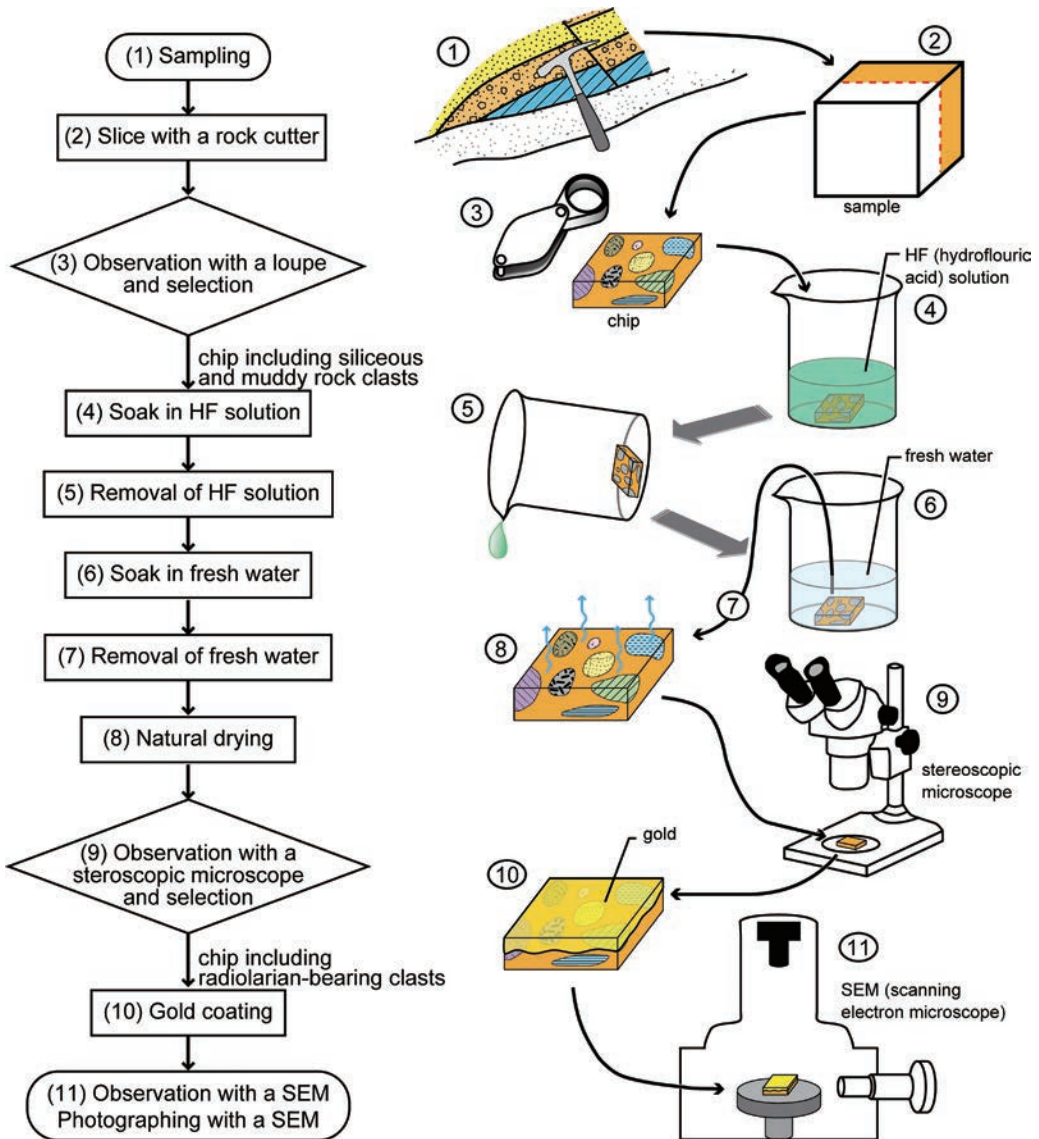 (1) Sampling
(2) Slice with a rock cutter
(3) Observation with a loupe
and selection
chip including siliceous
and muddy rock clasts
(4) Soak in HF solution
(5) Removal of HF solution
(6) Soak in fresh water
(7) Removal of fresh water
(8) Natural drying
(9) Observation with a
steroscopic microscope
and selection
chip including
radiolarian-bearing clasts
(10) Gold coating
(11) Observation with a SEM
Photographing with a SEM
1
2
sample
3
chip
HF (hydroflouric
acid) solution
4
5
fresh water
6
7
8
9
stereoscopic
microscope
gold
10
11
SEM (scanning
electron microscope)